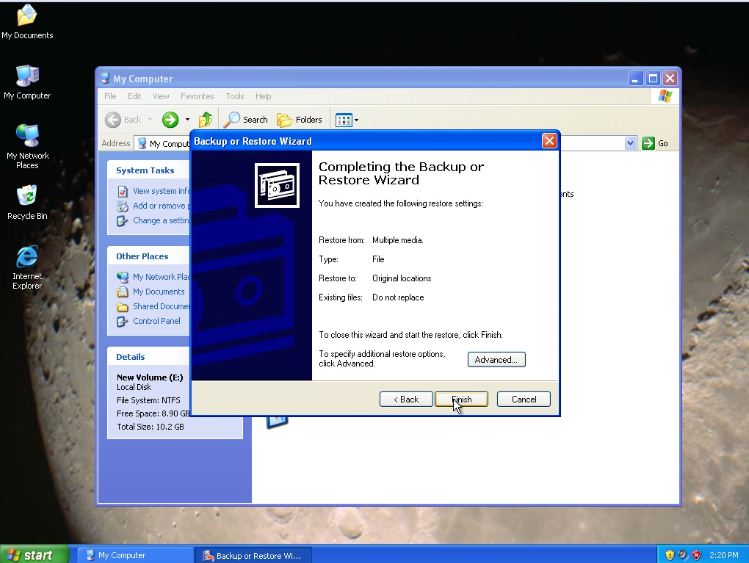 My Documents
My Computer
My Network
Places
Recycle Bin
Internet
Explorer
My Computer
File Edit View Favorites Tools Help
Back Search Folders
Address My Comput Go
System Tasks
View system info
Add or remove p
Change a settin
Other Places
My Network Plac
My Documents
Shared Docume
Control Panel
Details
New Volume (E:)
Local Disk
File System: NTFS
Free Space: 8.90 GB
Total Size: 10.2 GB
ents
Backup or Restore Wizard
Completing the Backup or
Restore Wizard
You have created the following restore settings:
Restore from: Multiple media.
Type: File
Restore to: Original locations
Existing files: Do not replace
To close this wizard and start the restore, click Finish.
To specify additional restore options,
click Advanced.
Advanced...
< Back Finish Cancel
start My Computer Backup or Restore Wi... 2:20 PM